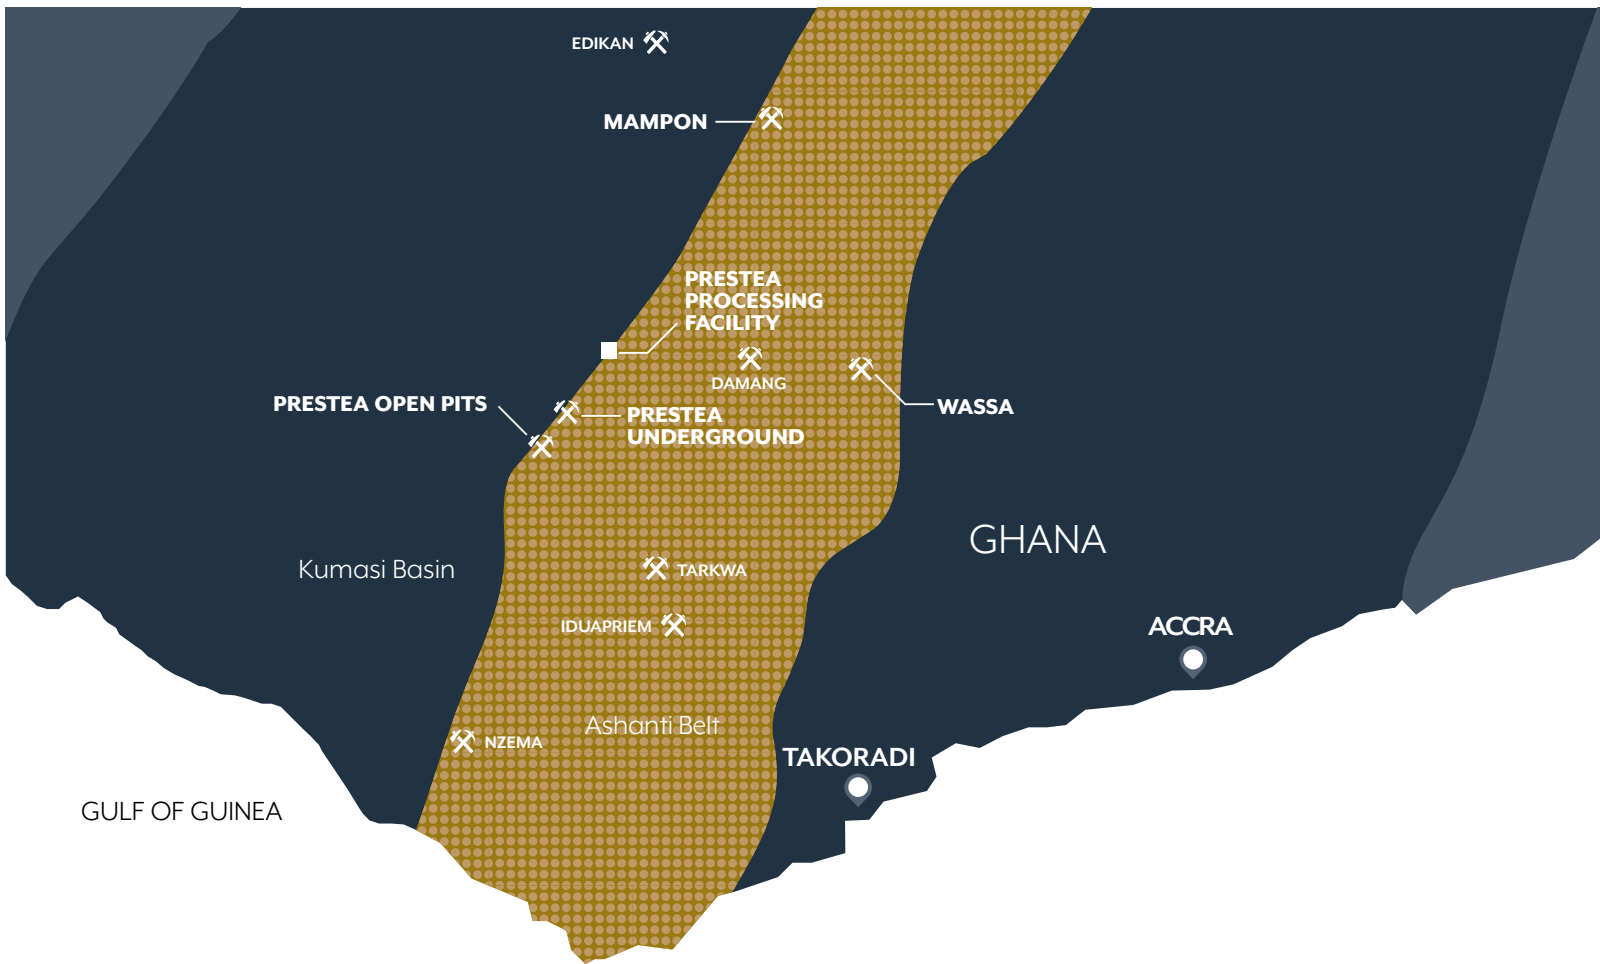 EDIKAN
MAMPON
PRESTEA
PROCESSING
FACILITY
DAMANG
PRESTEA OPEN PITS
WASSA
PRESTEA
UNDERGROUND
GHANA
Kumasi Basin
TARKWA
IDUAPRIEM
ACCRA
Ashanti Belt
NZEMA
TAKORADI
GULF OF GUINEA